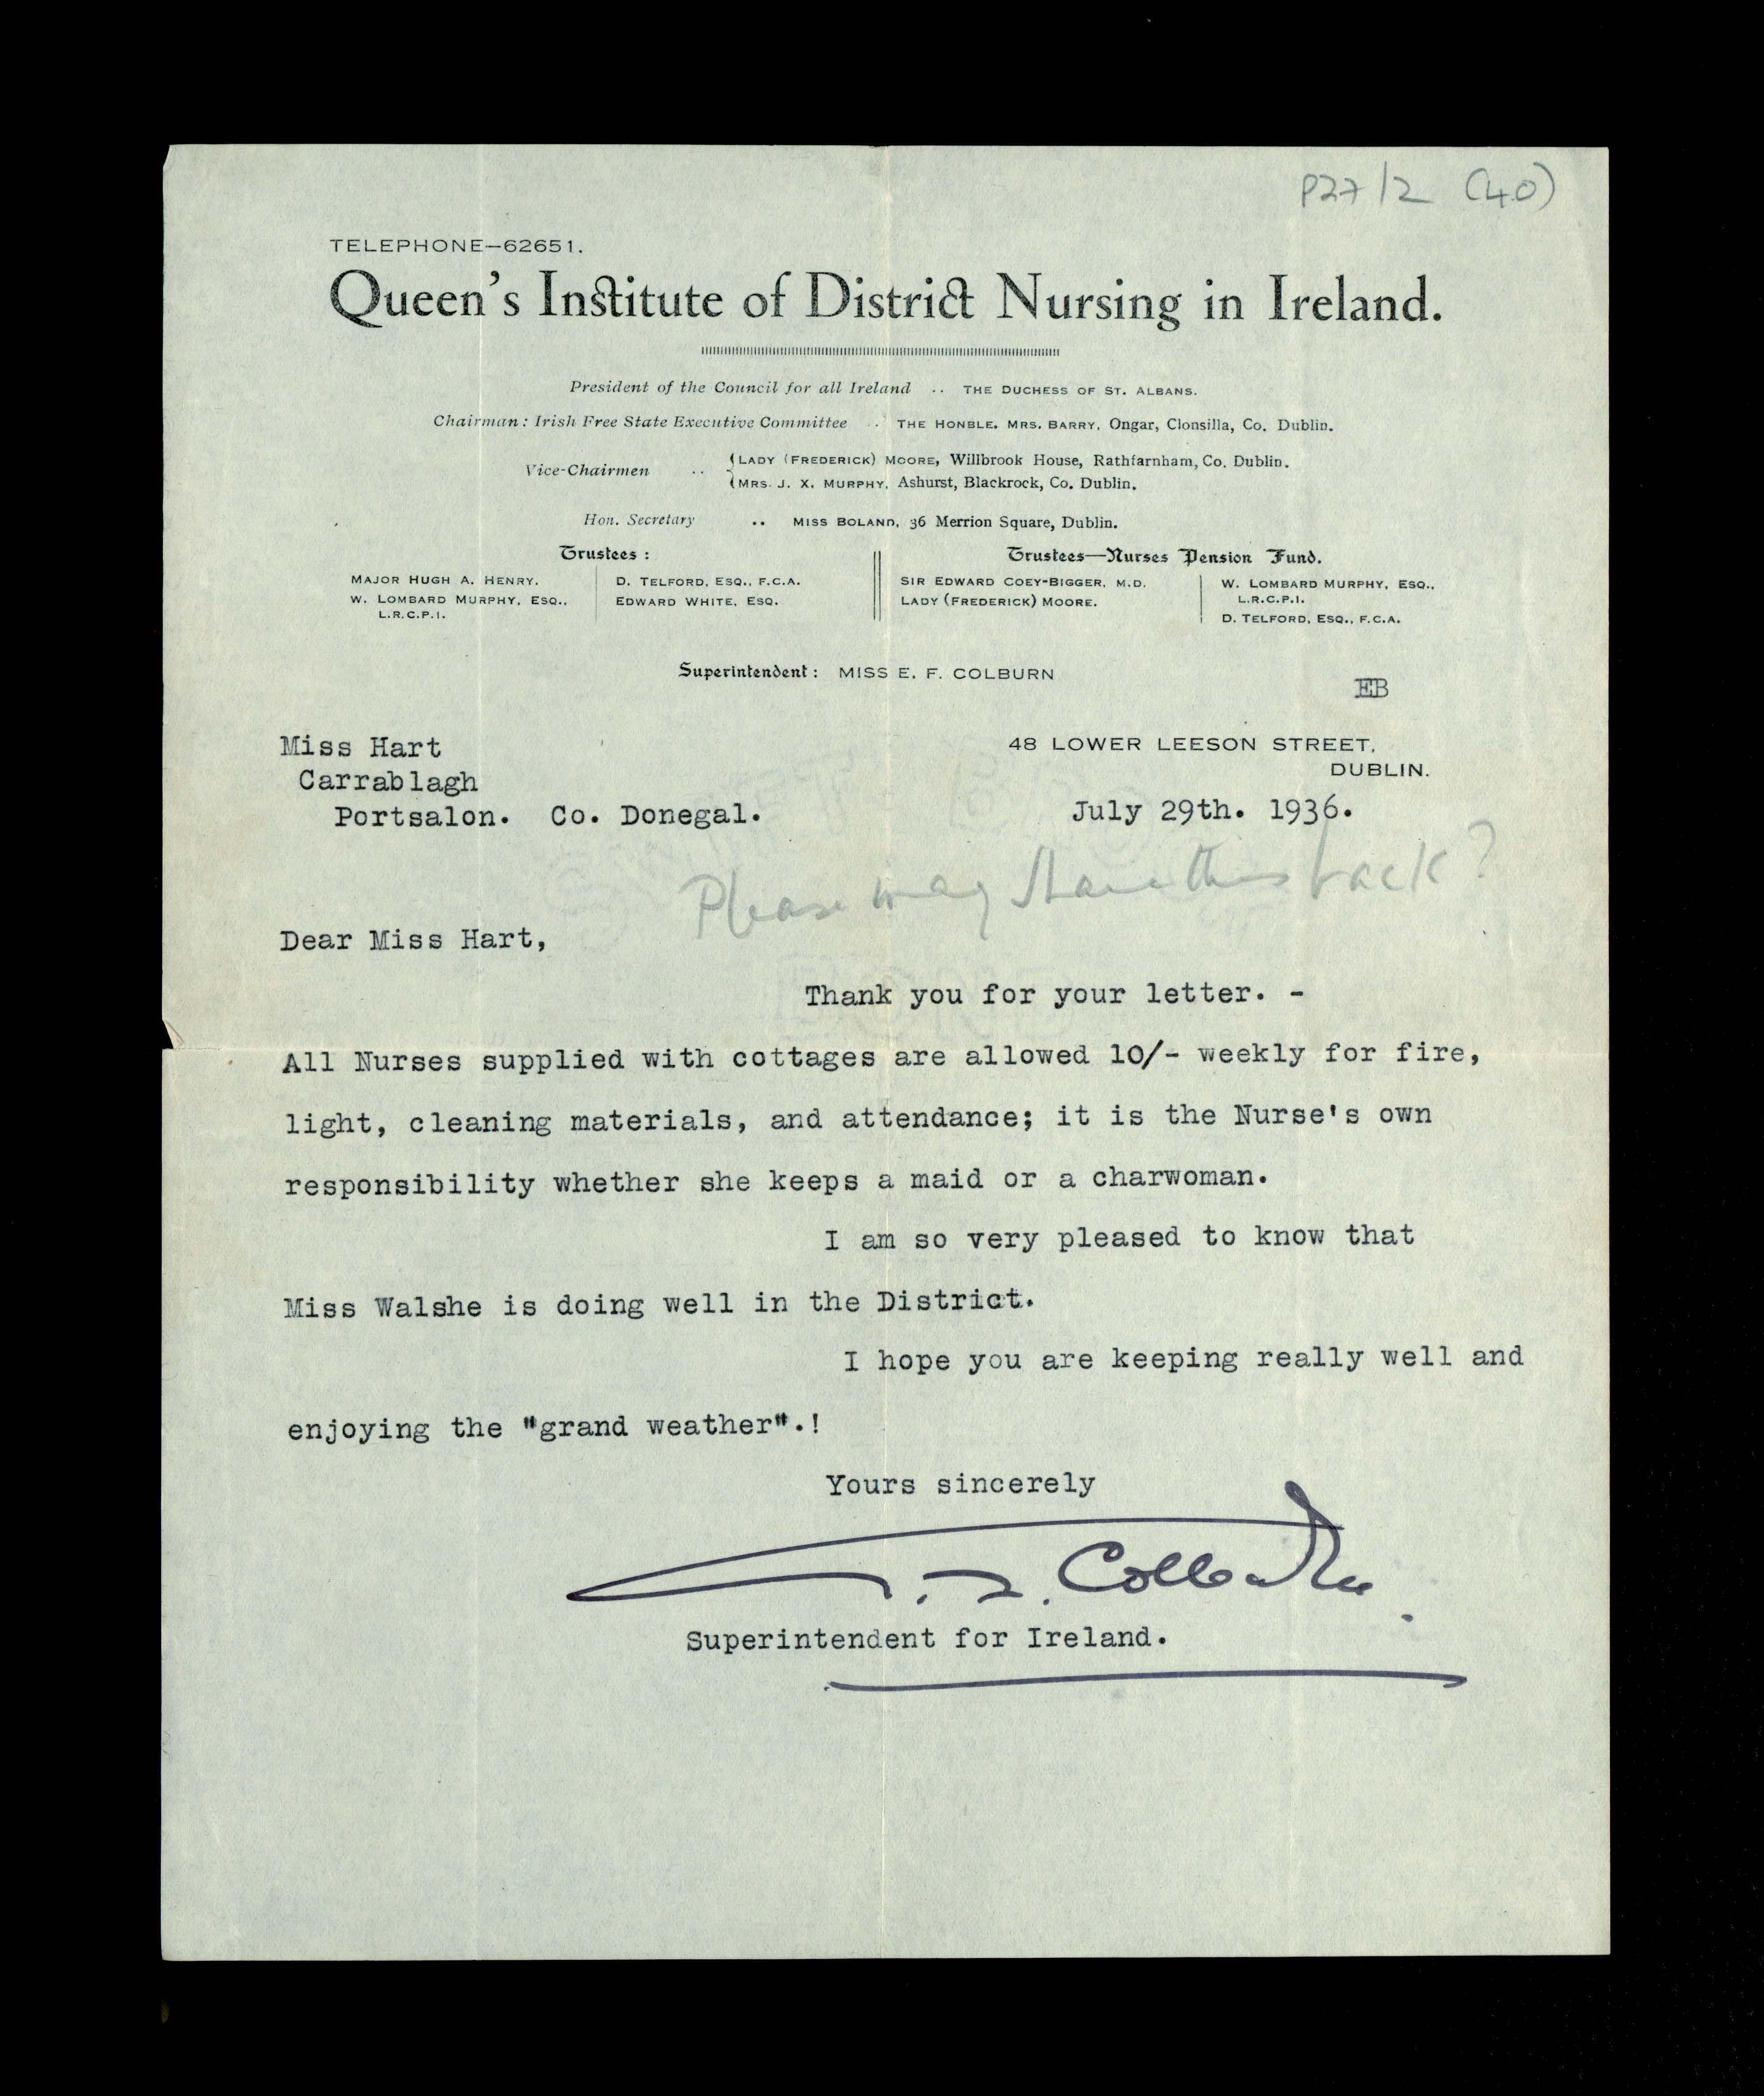 P27/2 (40)
TELEPHONE—62651.
Queen's Institute of District Nursing in Ireland.
President of the Council for all Ireland .. THE DUCHESS OF ST. ALBANS.
Chairman: Irish Free State Executive Committee .. THE HONBLE. MRS. BARRY, Ongar, Clonsilla, Co. Dublin.
Vice-Chairmen .. LADY (FREDERICK) MOORE, Willbrook House, Rathfarnham, Co. Dublin.
MRS. J. X. MURPHY, Ashurst, Blackrock, Co. Dublin.
Hon. Secretary .. MISS BOLAND, 36 Merrion Square, Dublin.
Trustees:
MAJOR HUGH A. HENRY.
W. LOMBARD MURPHY, ESQ.,
L.R.C.P.I.
D. TELFORD, ESQ., F.C.A.
EDWARD WHITE, ESQ.
Trustees—Nurses Pension Fund.
SIR EDWARD COEY-BIGGER, M.D.
LADY (FREDERICK) MOORE.
W. LOMBARD MURPHY, ESQ.,
L.R.C.P.I.
D. TELFORD, ESQ., F.C.A.
Superintendent: MISS E. F. COLBURN
EB
48 LOWER LEESON STREET,
DUBLIN.
Miss Hart
Carrablagh
Portsalon. Co. Donegal.
July 29th. 1936.
Please may I have this back?
Dear Miss Hart,
Thank you for your letter. -
All Nurses supplied with cottages are allowed 10/- weekly for fire,
light, cleaning materials, and attendance; it is the Nurse's own
responsibility whether she keeps a maid or a charwoman.
I am so very pleased to know that
Miss Walshe is doing well in the District.
I hope you are keeping really well and
enjoying the "grand weather".!
Yours sincerely
Colburn
Superintendent for Ireland.